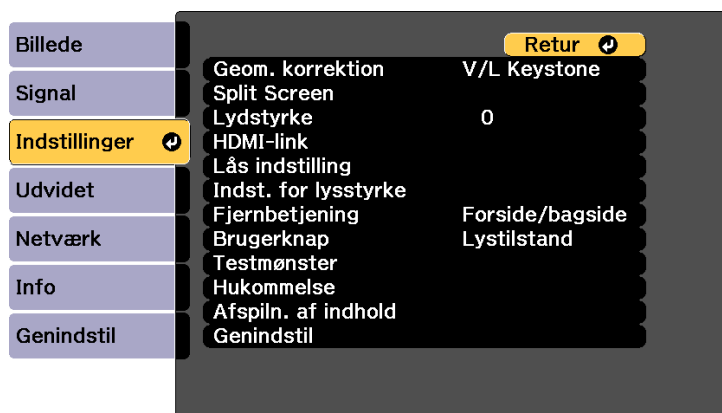 Billede
Signal
Indstillinger
Udvidet
Netværk
Info
Genindstil
Retur
Geom. korrektion V/L Keystone
Split Screen
Lydstyrke 0
HDMI-link
Lås indstilling
Indst. for lysstyrke
Fjernbetjening Forside/bagside
Brugerknap Lystilstand
Testmønster
Hukommelse
Afspiln. af indhold
Genindstil